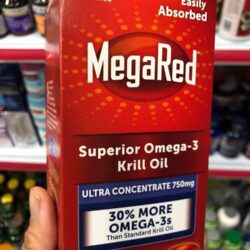 Easily
Absorbed
MegaRed
Superior Omega-3
Krill Oil
ULTRA CONCENTRATE 750mg
30% MORE
OMEGA-3s
Than Standard Krill Oil